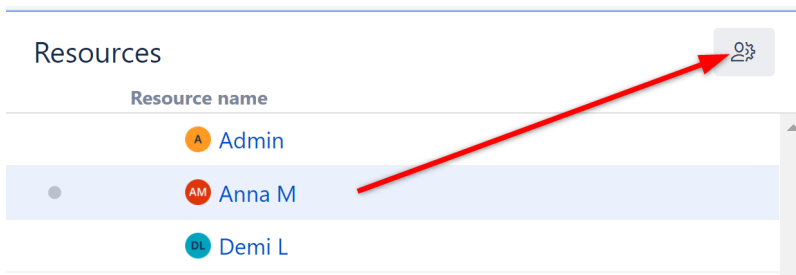 Resources
Resource name
A Admin
AM Anna M
DL Demi L